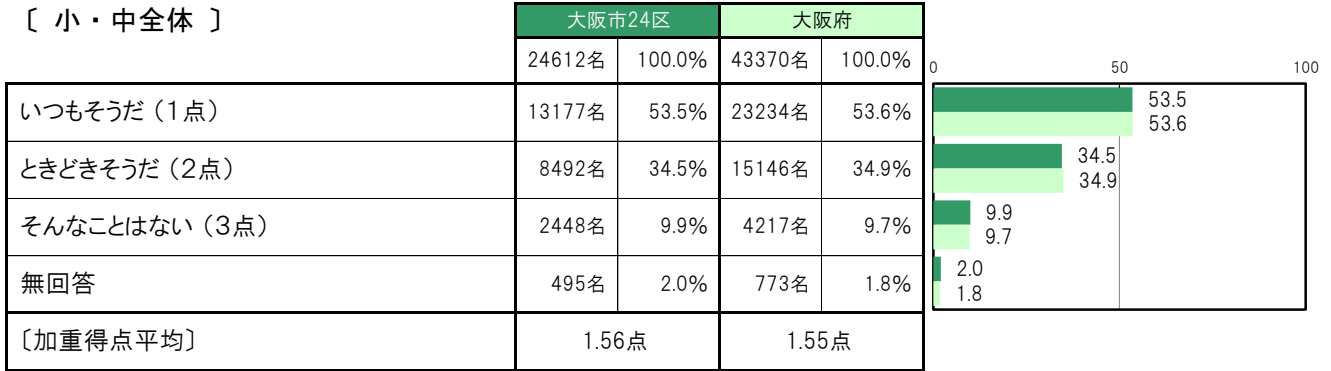 〔 小・中全体 〕
大阪市24区 大阪府
24612名 100.0% 43370名 100.0%
0 50 100
いつもそうだ（1点） 13177名 53.5% 23234名 53.6%
53.5
53.6
ときどきそうだ（2点） 8492名 34.5% 15146名 34.9%
34.5
34.9
そんなことはない（3点） 2448名 9.9% 4217名 9.7%
9.9
9.7
無回答 495名 2.0% 773名 1.8%
2.0
1.8
〔加重得点平均〕 1.56点 1.55点